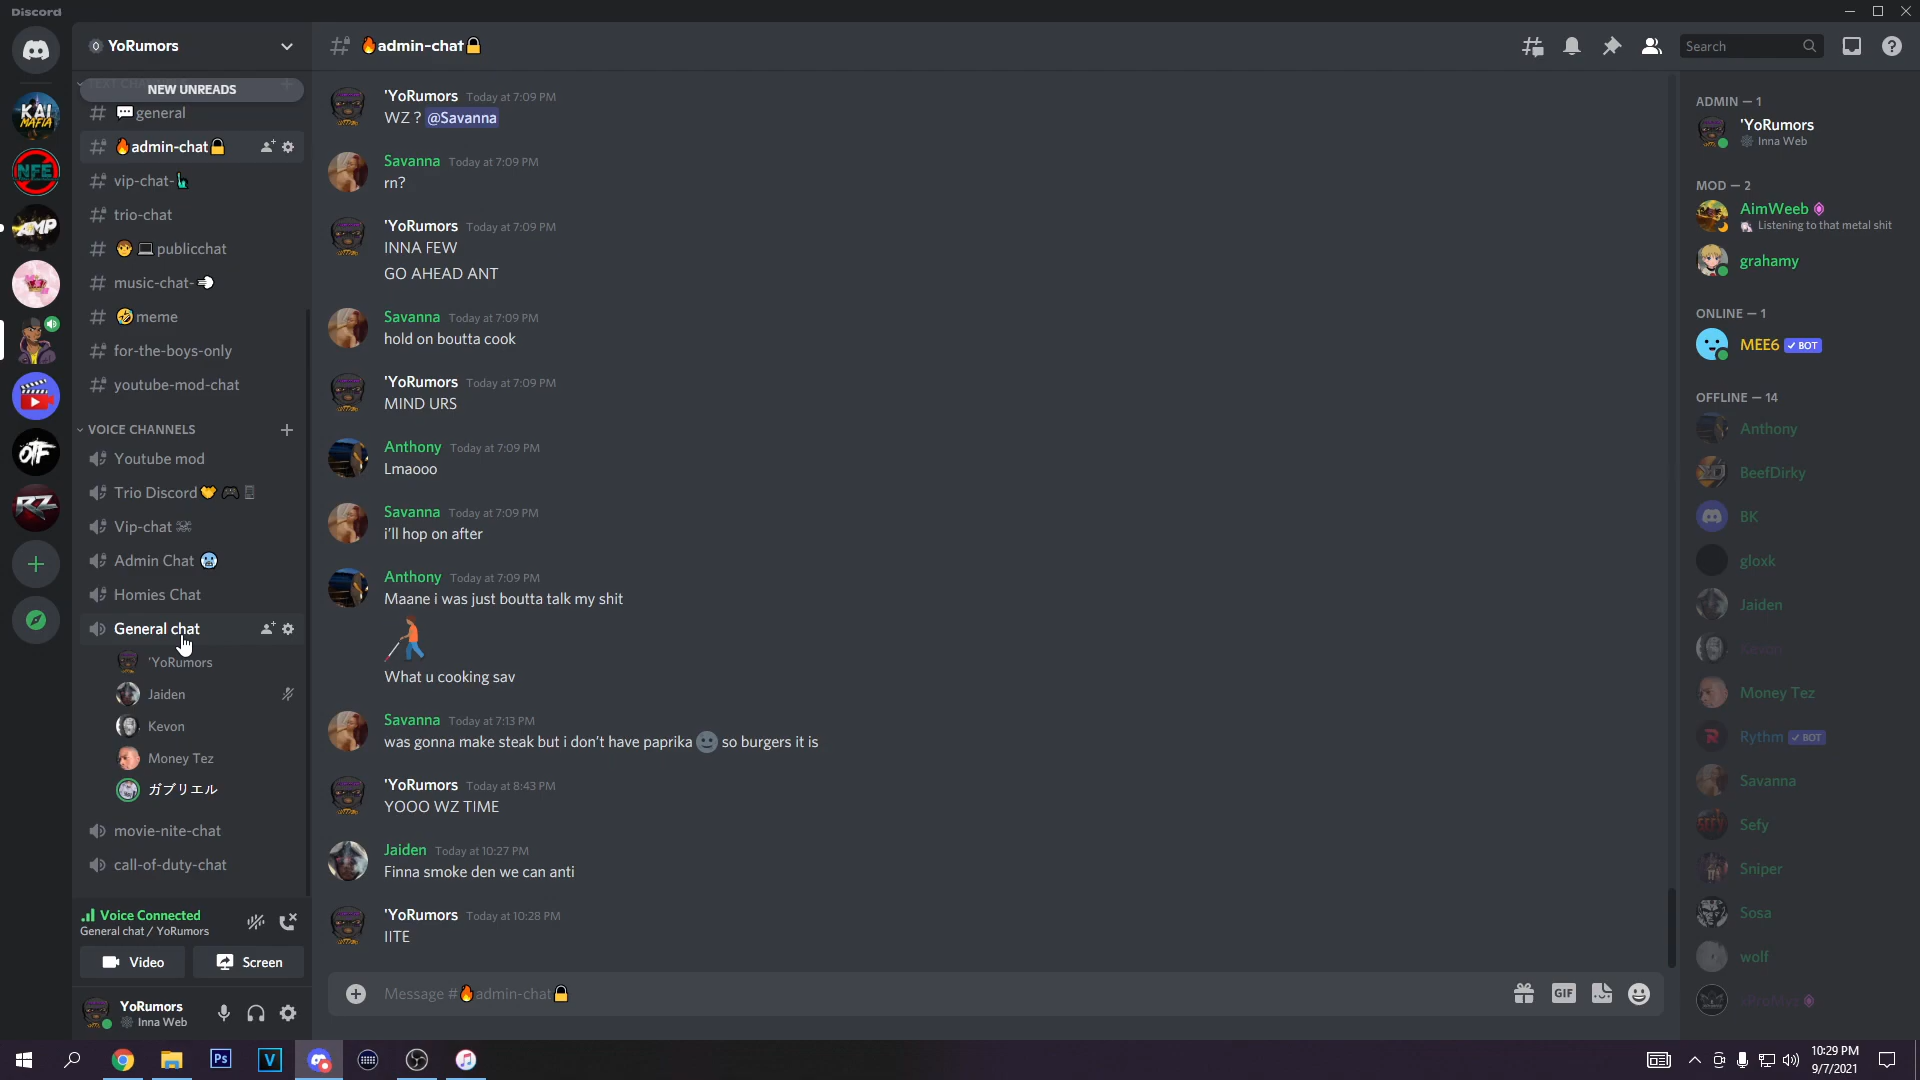 Discord
YoRumors
NEW UNREADS
general
admin-chat
vip-chat-
trio-chat
publicchat
music-chat-
meme
for-the-boys-only
youtube-mod-chat
VOICE CHANNELS
Youtube mod
Trio Discord
Vip-chat
Admin Chat
Homies Chat
General chat
'YoRumors
Jaiden
Kevon
Money Tez
ガブリエル
movie-nite-chat
call-of-duty-chat
Voice Connected
General chat / YoRumors
Video
Screen
YoRumors
Inna Web
KAI
MAFIA
NFE
AMP
OTF
RZ
admin-chat
Search
'YoRumors Today at 7:09 PM
WZ ? @Savanna
Savanna Today at 7:09 PM
rn?
'YoRumors Today at 7:09 PM
INNA FEW
GO AHEAD ANT
Savanna Today at 7:09 PM
hold on boutta cook
'YoRumors Today at 7:09 PM
MIND URS
Anthony Today at 7:09 PM
Lmaooo
Savanna Today at 7:09 PM
i'll hop on after
Anthony Today at 7:09 PM
Maane i was just boutta talk my shit
What u cooking sav
Savanna Today at 7:13 PM
was gonna make steak but i don't have paprika so burgers it is
'YoRumors Today at 8:43 PM
YOOO WZ TIME
Jaiden Today at 10:27 PM
Finna smoke den we can anti
'YoRumors Today at 10:28 PM
IITE
Message # admin-chat
GIF
ADMIN — 1
'YoRumors
Inna Web
MOD — 2
AimWeeb
Listening to that metal shit
grahamy
ONLINE — 1
MEE6 ✓ BOT
OFFLINE — 14
Anthony
BeefDirky
BK
gloxk
Jaiden
Kevon
Money Tez
Rythm ✓ BOT
Savanna
Sefy
Sniper
Sosa
wolf
Ps
V
10:29 PM
9/7/2021